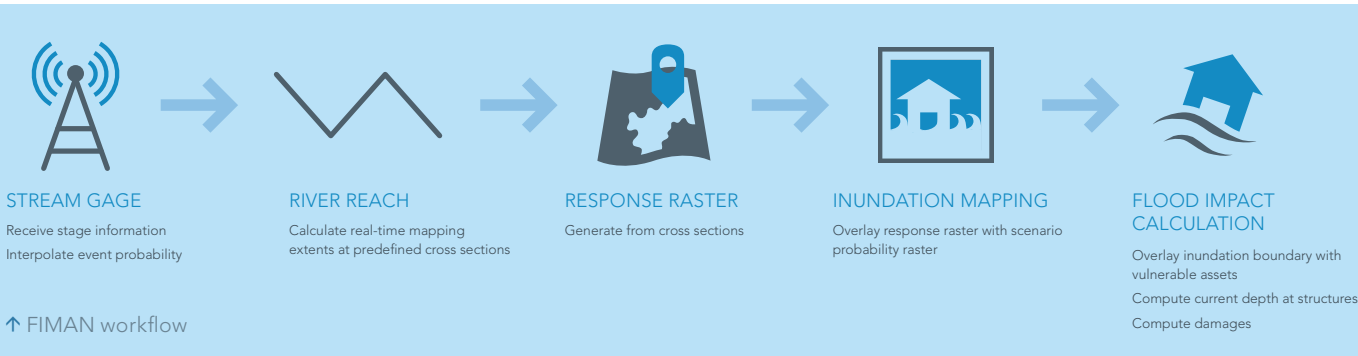 STREAM GAGE
Receive stage information
Interpolate event probability
RIVER REACH
Calculate real-time mapping
extents at predefined cross sections
RESPONSE RASTER
Generate from cross sections
INUNDATION MAPPING
Overlay response raster with scenario
probability raster
FLOOD IMPACT
CALCULATION
Overlay inundation boundary with
vulnerable assets
Compute current depth at structures
Compute damages
↑ FIMAN workflow